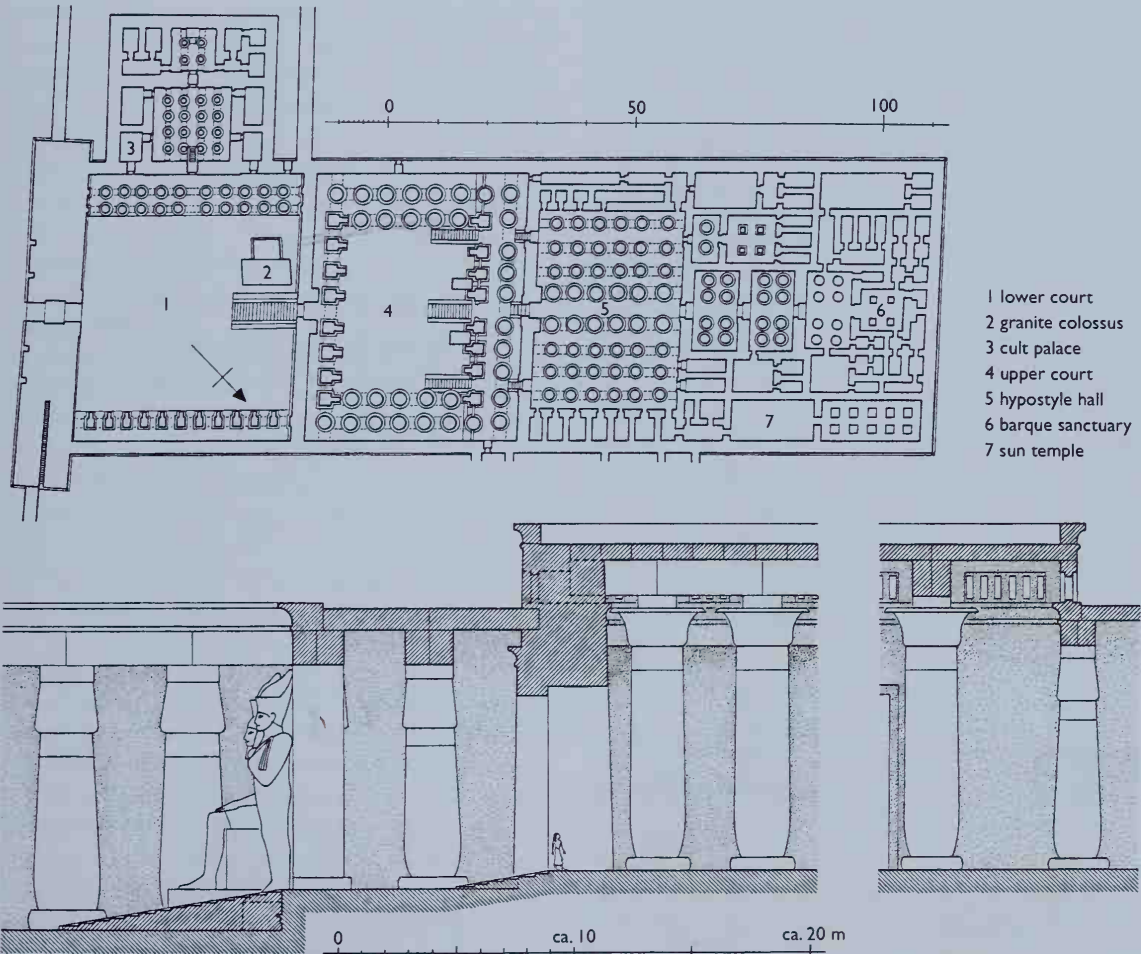 0 50 100
3
2
1
4
5
6
7
1 lower court
2 granite colossus
3 cult palace
4 upper court
5 hypostyle hall
6 barque sanctuary
7 sun temple
0 ca. 10 ca. 20 m